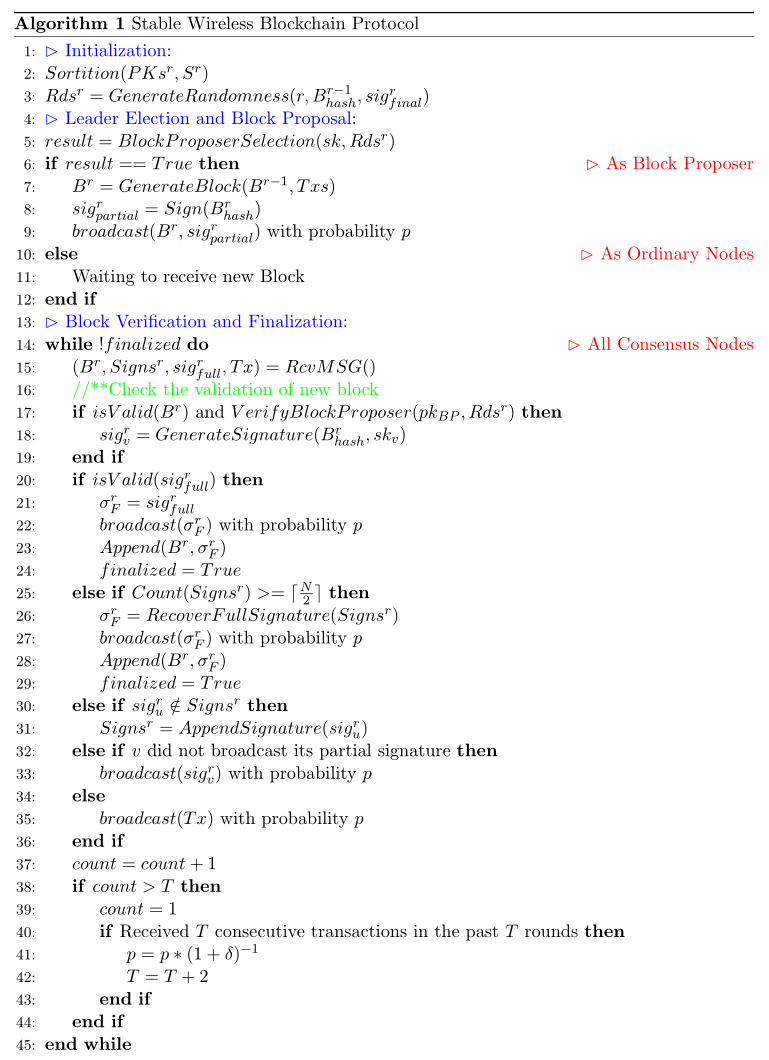 Algorithm 1 Stable Wireless Blockchain Protocol
1: ▷ Initialization:
2: Sortition(PKs^r, S^r)
3: Rds^r = GenerateRandomness(r, B^{r−1}_{hash}, sig^r_{final})
4: ▷ Leader Election and Block Proposal:
5: result = BlockProposerSelection(sk, Rds^r)
6: if result == True then ▷ As Block Proposer
7: B^r = GenerateBlock(B^{r−1}, Txs)
8: sig^r_{partial} = Sign(B^r_{hash})
9: broadcast(B^r, sig^r_{partial}) with probability p
10: else ▷ As Ordinary Nodes
11: Waiting to receive new Block
12: end if
13: ▷ Block Verification and Finalization:
14: while !finalized do ▷ All Consensus Nodes
15: (B^r, Signs^r, sig^r_{full}, Tx) = RcvMSG()
16: //**Check the validation of new block
17: if isValid(B^r) and VerifyBlockProposer(pk_{BP}, Rds^r) then
18: sig^r_v = GenerateSignature(B^r_{hash}, sk_v)
19: end if
20: if isValid(sig^r_{full}) then
21: σ^r_F = sig^r_{full}
22: broadcast(σ^r_F) with probability p
23: Append(B^r, σ^r_F)
24: finalized = True
25: else if Count(Signs^r) >= ⌈N/2⌉ then
26: σ^r_F = RecoverFullSignature(Signs^r)
27: broadcast(σ^r_F) with probability p
28: Append(B^r, σ^r_F)
29: finalized = True
30: else if sig^r_u ∉ Signs^r then
31: Signs^r = AppendSignature(sig^r_u)
32: else if v did not broadcast its partial signature then
33: broadcast(sig^r_v) with probability p
34: else
35: broadcast(Tx) with probability p
36: end if
37: count = count + 1
38: if count > T then
39: count = 1
40: if Received T consecutive transactions in the past T rounds then
41: p = p ∗ (1 + δ)^{−1}
42: T = T + 2
43: end if
44: end if
45: end while